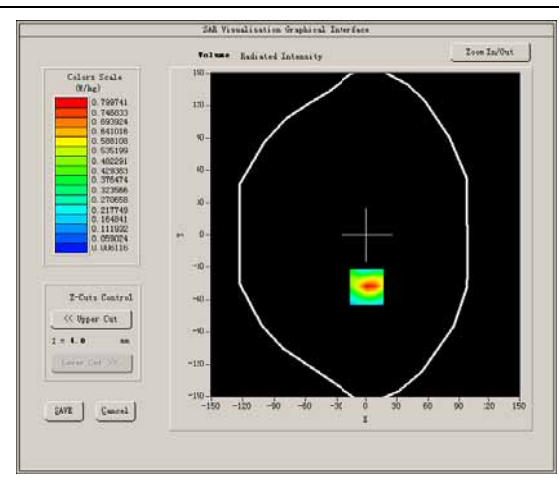 SAR Visualisation Graphical Interface
Volume Radiated Intensity
Zoom In/Out
Colors Scale
(W/kg)
0.799741
0.746833
0.693924
0.641016
0.588108
0.535199
0.482291
0.429383
0.376474
0.323566
0.270658
0.217749
0.164841
0.111932
0.059024
0.006116
Z-Cuts Control
<< Upper Cut
Z = 4.0 mm
Lower Cut >>
SAVE
Cancel
150
120
90
60
30
0
-30
-60
-90
-120
-150
Y
-150 -120 -90 -60 -30 0 30 60 90 120 150
X